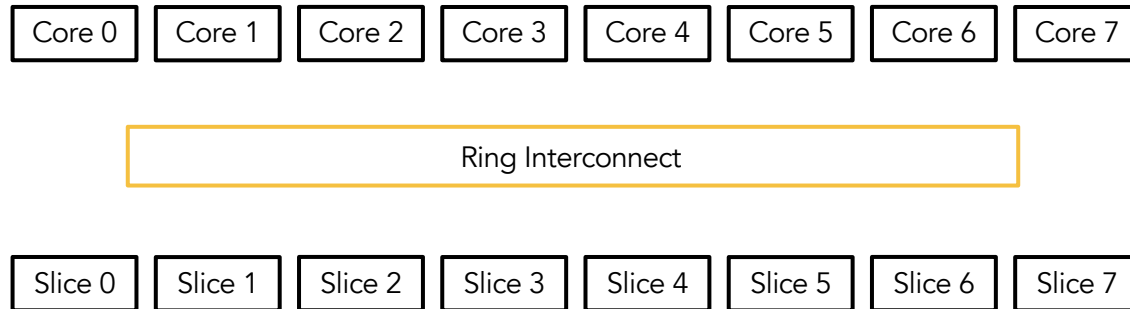 Core 0 Core 1 Core 2 Core 3 Core 4 Core 5 Core 6 Core 7
Ring Interconnect
Slice 0 Slice 1 Slice 2 Slice 3 Slice 4 Slice 5 Slice 6 Slice 7